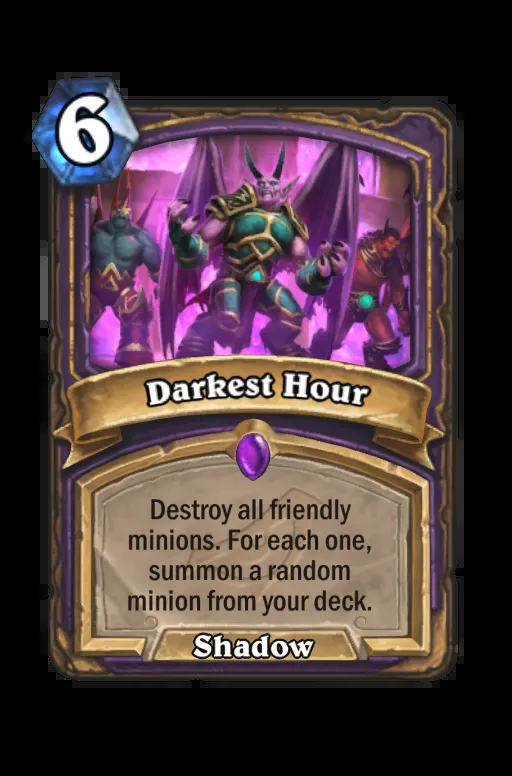 6
Darkest Hour
Destroy all friendly
minions. For each one,
summon a random
minion from your deck.
Shadow